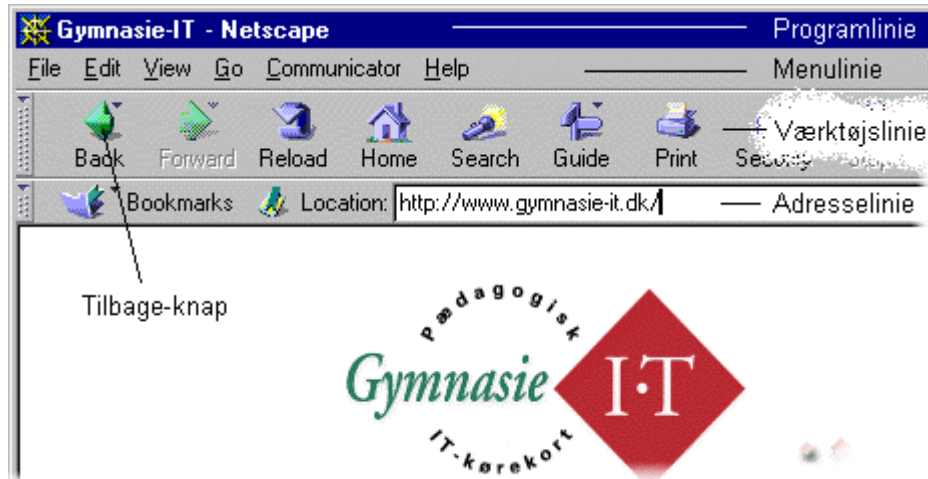 Gymnasie-IT - Netscape Programlinie
File Edit View Go Communicator Help Menulinie
Værktøjslinie
Back Forward Reload Home Search Guide Print Security
Bookmarks Location: http://www.gymnasie-it.dk/ Adresselinie
Tilbage-knap
Pædagogisk
Gymnasie I·T
IT-kørekort